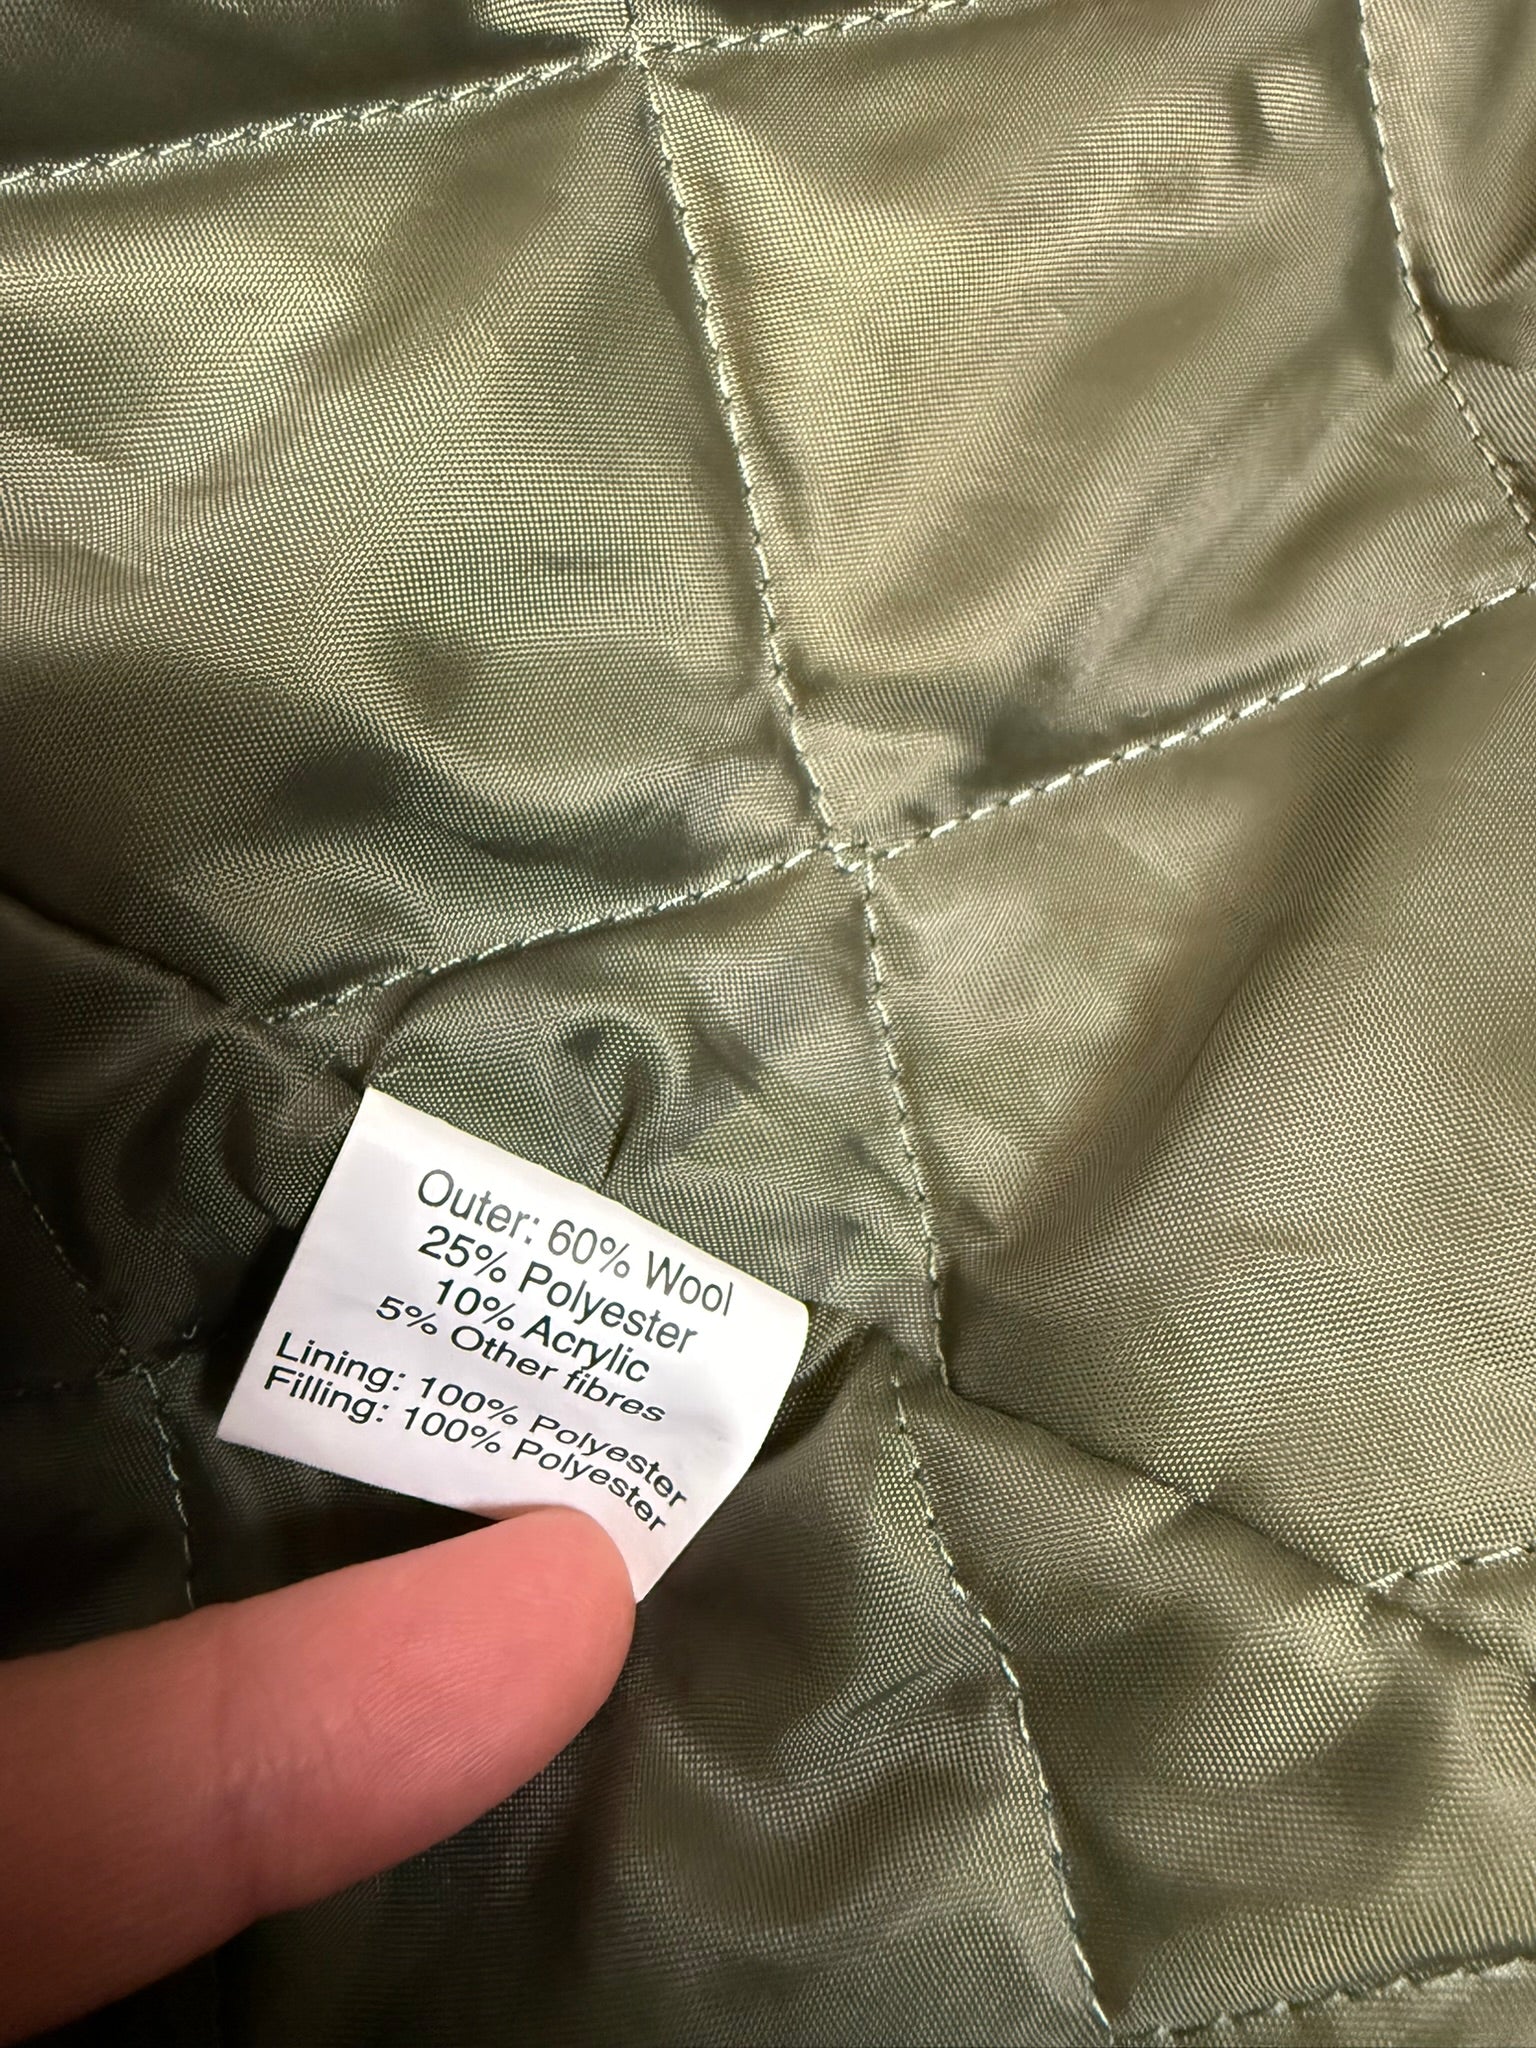 Outer: 60% Wool
25% Polyester
10% Acrylic
5% Other fibres
Lining: 100% Polyester
Filling: 100% Polyester